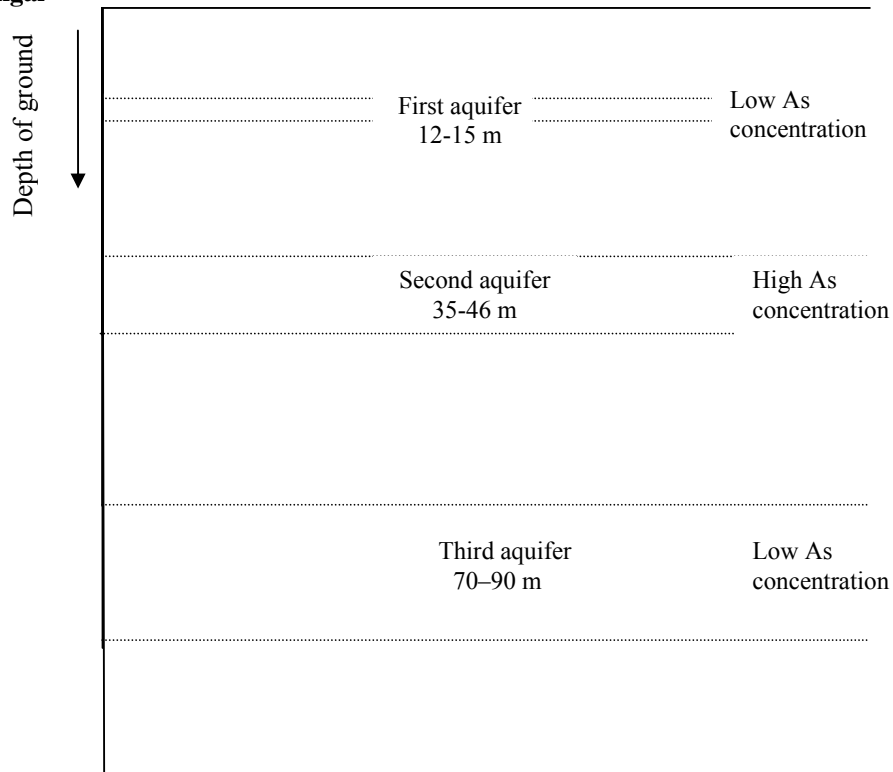 Depth of ground
First aquifer
12-15 m
Low As
concentration
Second aquifer
35-46 m
High As
concentration
Third aquifer
70–90 m
Low As
concentration